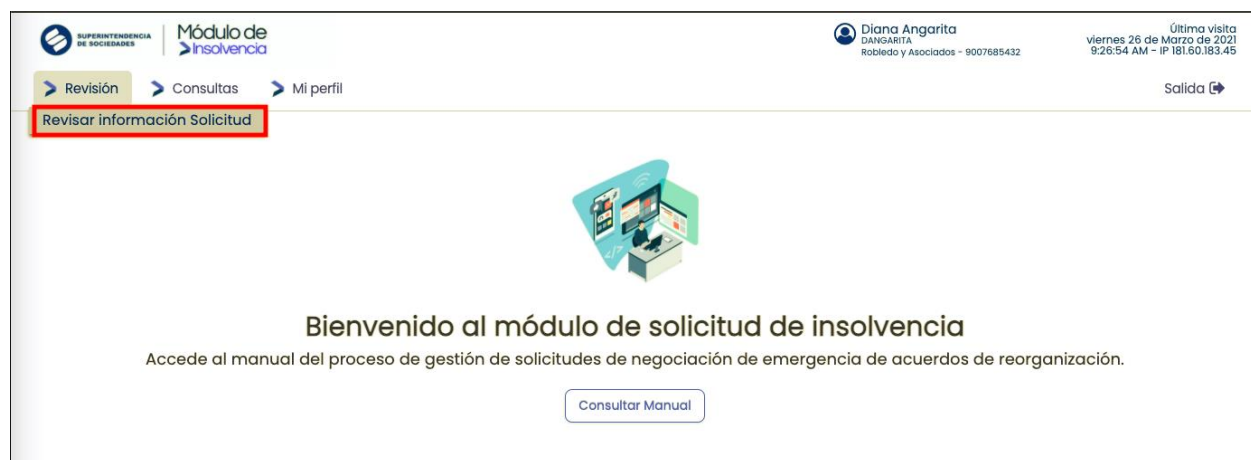 SUPERINTENDENCIA
DE SOCIEDADES
Módulo de
Insolvencia
Diana Angarita
DANGARITA
Robledo y Asociados - 9007685432
Última visita
viernes 26 de Marzo de 2021
9:26:54 AM - IP 181.60.183.45
Revisión
Consultas
Mi perfil
Salida
Revisar información Solicitud
</>
Bienvenido al módulo de solicitud de insolvencia
Accede al manual del proceso de gestión de solicitudes de negociación de emergencia de acuerdos de reorganización.
Consultar Manual